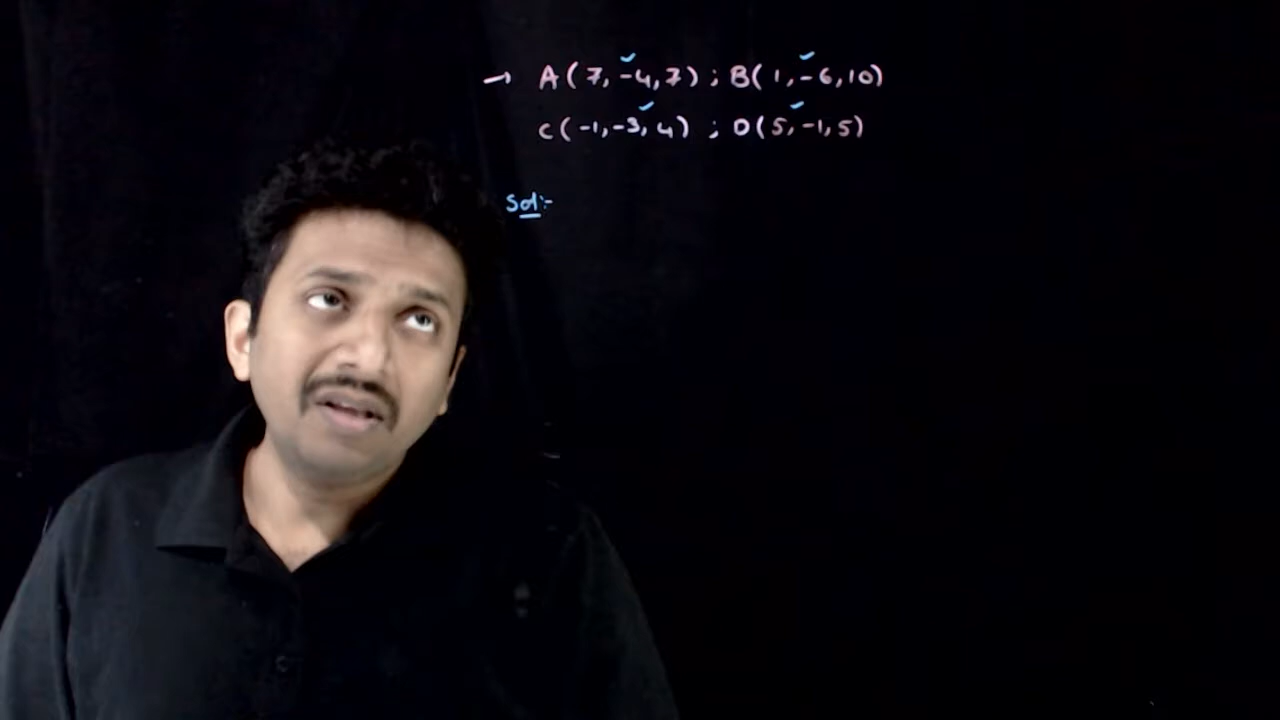 → A(7,-4,7) ; B(1,-6,10)
C(-1,-3,4) ; D(5,-1,5)
Sol:-